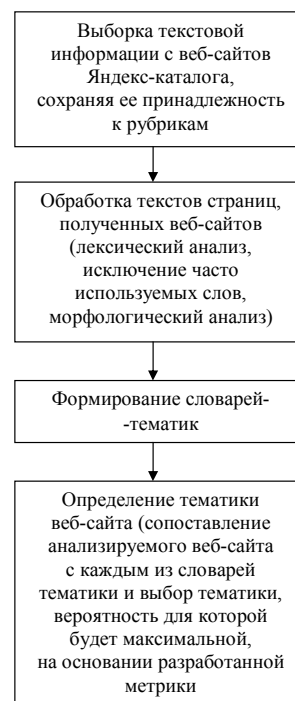 Выборка текстовой
информации с веб-сайтов
Яндекс-каталога,
сохраняя ее принадлежность
к рубрикам
Обработка текстов страниц,
полученных веб-сайтов
(лексический анализ,
исключение часто
используемых слов,
морфологический анализ)
Формирование словарей-
-тематик
Определение тематики
веб-сайта (сопоставление
анализируемого веб-сайта
с каждым из словарей
тематики и выбор тематики,
вероятность для которой
будет максимальной,
на основании разработанной
метрики